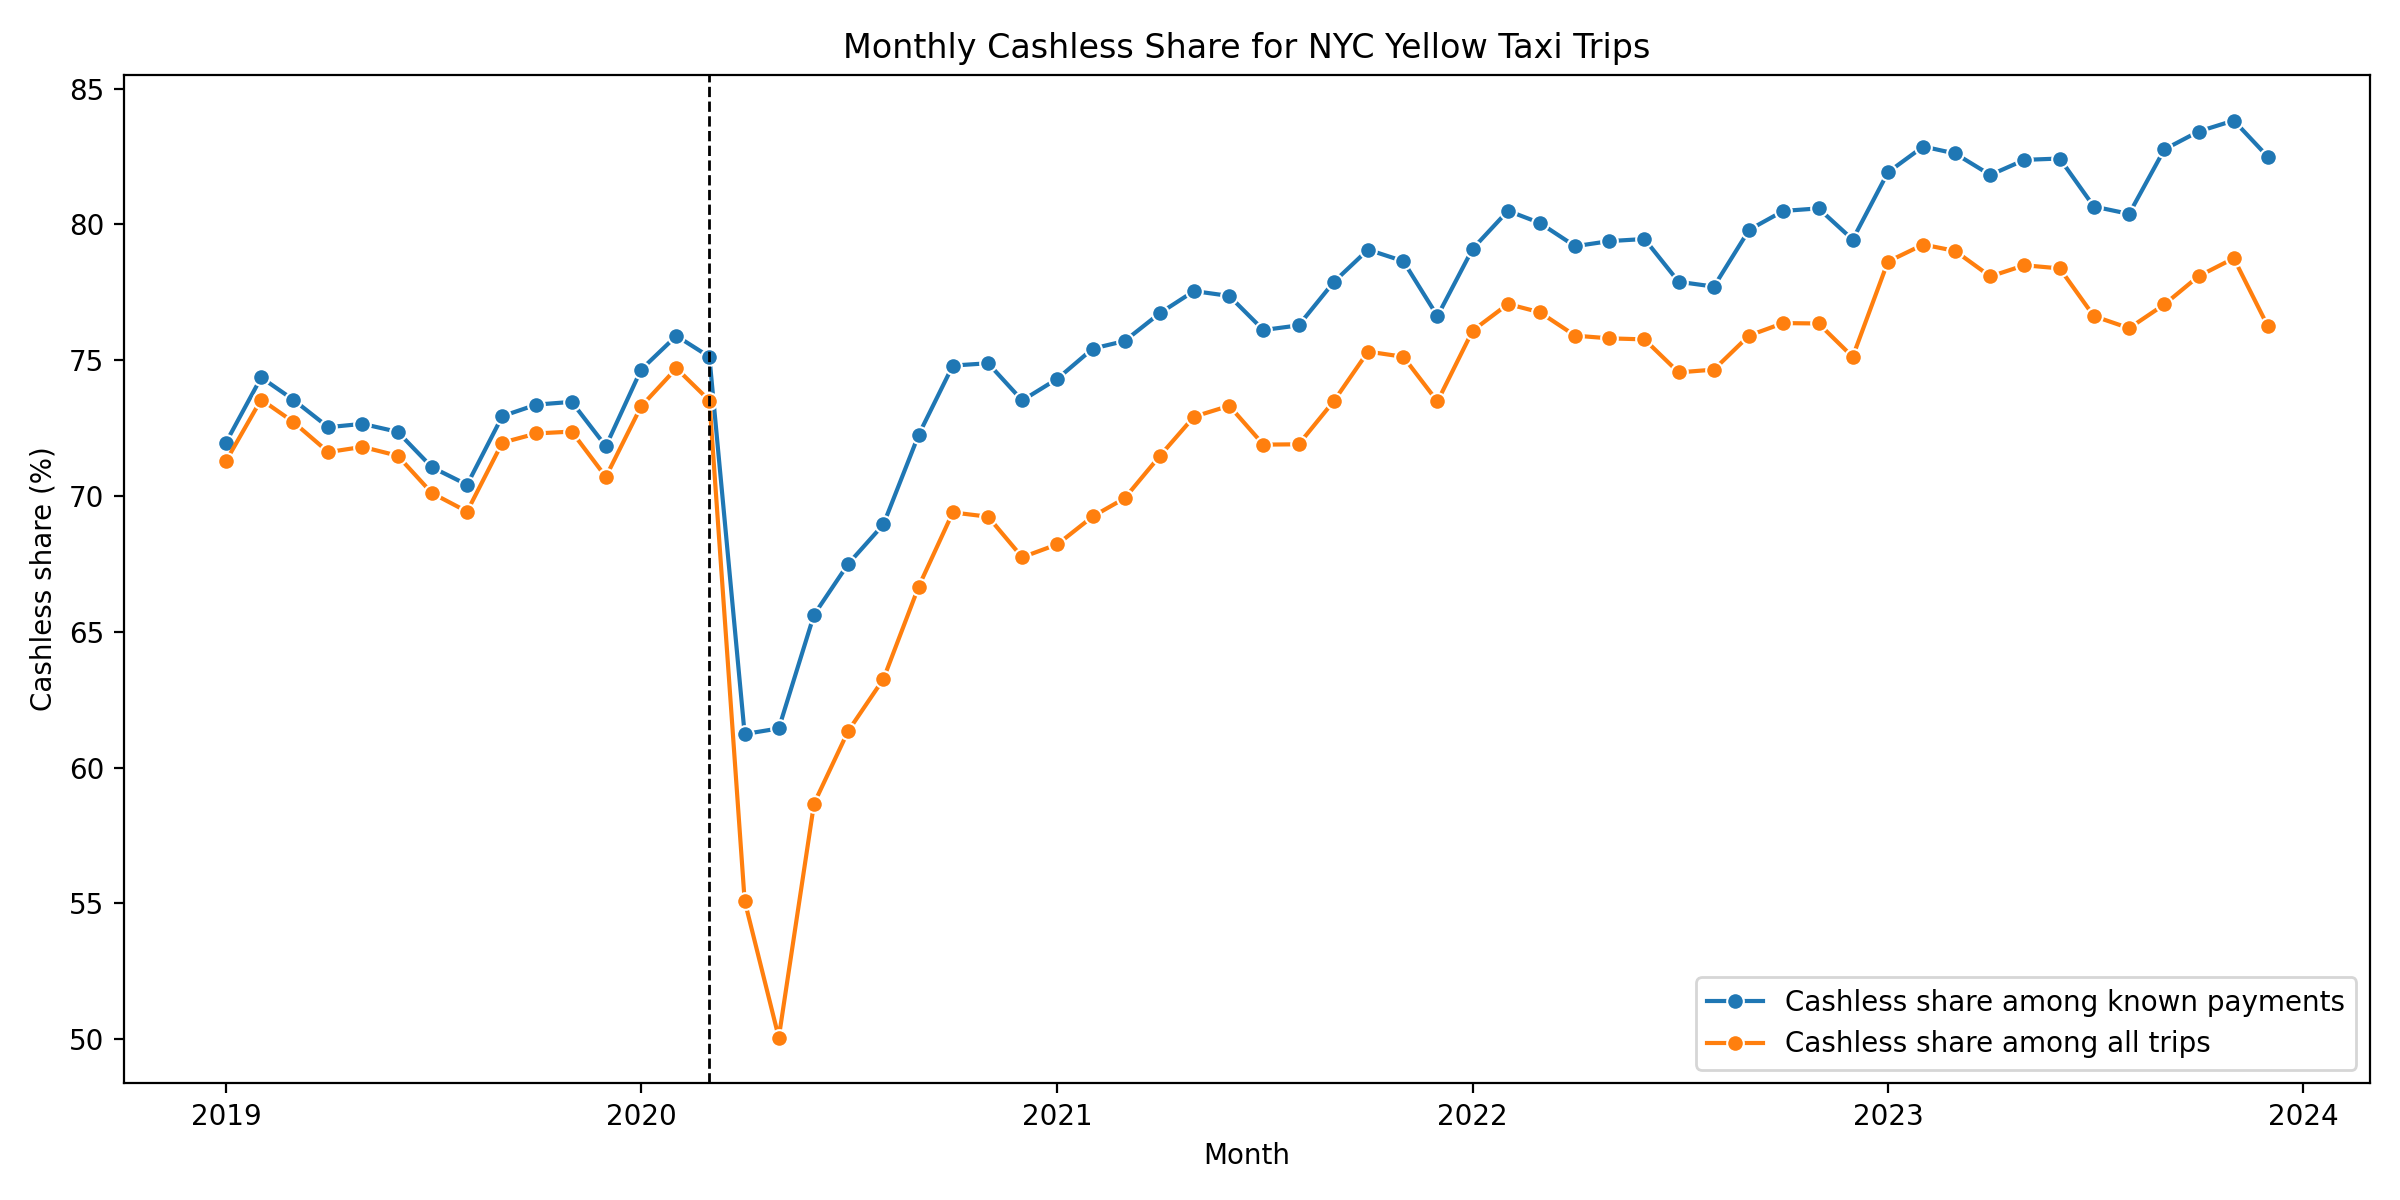 Monthly Cashless Share for NYC Yellow Taxi Trips
Cashless share (%)
85
80
75
70
65
60
55
50
Cashless share among known payments
Cashless share among all trips
2019 2020 2021 2022 2023 2024
Month